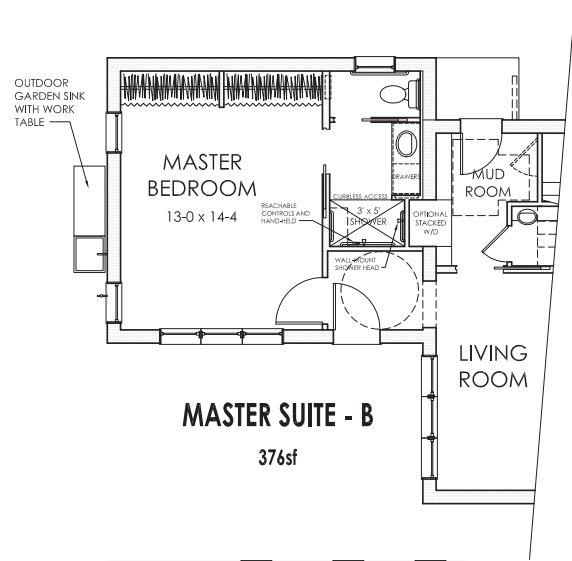 OUTDOOR
GARDEN SINK
WITH WORK
TABLE
MASTER
BEDROOM
13-0 x 14-4
REACHABLE
CONTROLS AND
HAND-HELD
CURBLESS ACCESS
3' x 5'
SHOWER
WALL-MOUNT
SHOWER HEAD
DRAWERS
OPTIONAL
STACKED
W/D
MUD
ROOM
LIVING
ROOM
MASTER SUITE - B
376sf